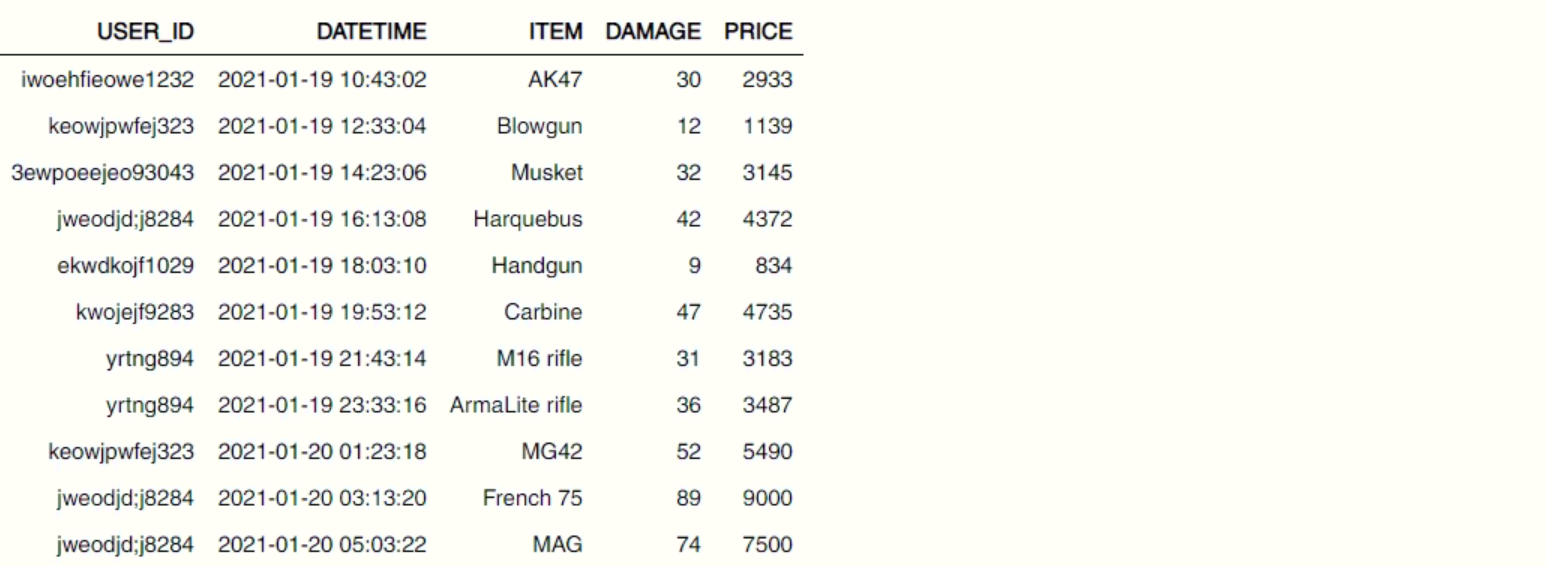 USER_ID DATETIME ITEM DAMAGE PRICE
iwoehfieowe1232 2021-01-19 10:43:02 AK47 30 2933
keowjpwfej323 2021-01-19 12:33:04 Blowgun 12 1139
3ewpoeejeo93043 2021-01-19 14:23:06 Musket 32 3145
jweodjd;j8284 2021-01-19 16:13:08 Harquebus 42 4372
ekwdkojf1029 2021-01-19 18:03:10 Handgun 9 834
kwojejf9283 2021-01-19 19:53:12 Carbine 47 4735
yrtng894 2021-01-19 21:43:14 M16 rifle 31 3183
yrtng894 2021-01-19 23:33:16 ArmaLite rifle 36 3487
keowjpwfej323 2021-01-20 01:23:18 MG42 52 5490
jweodjd;j8284 2021-01-20 03:13:20 French 75 89 9000
jweodjd;j8284 2021-01-20 05:03:22 MAG 74 7500